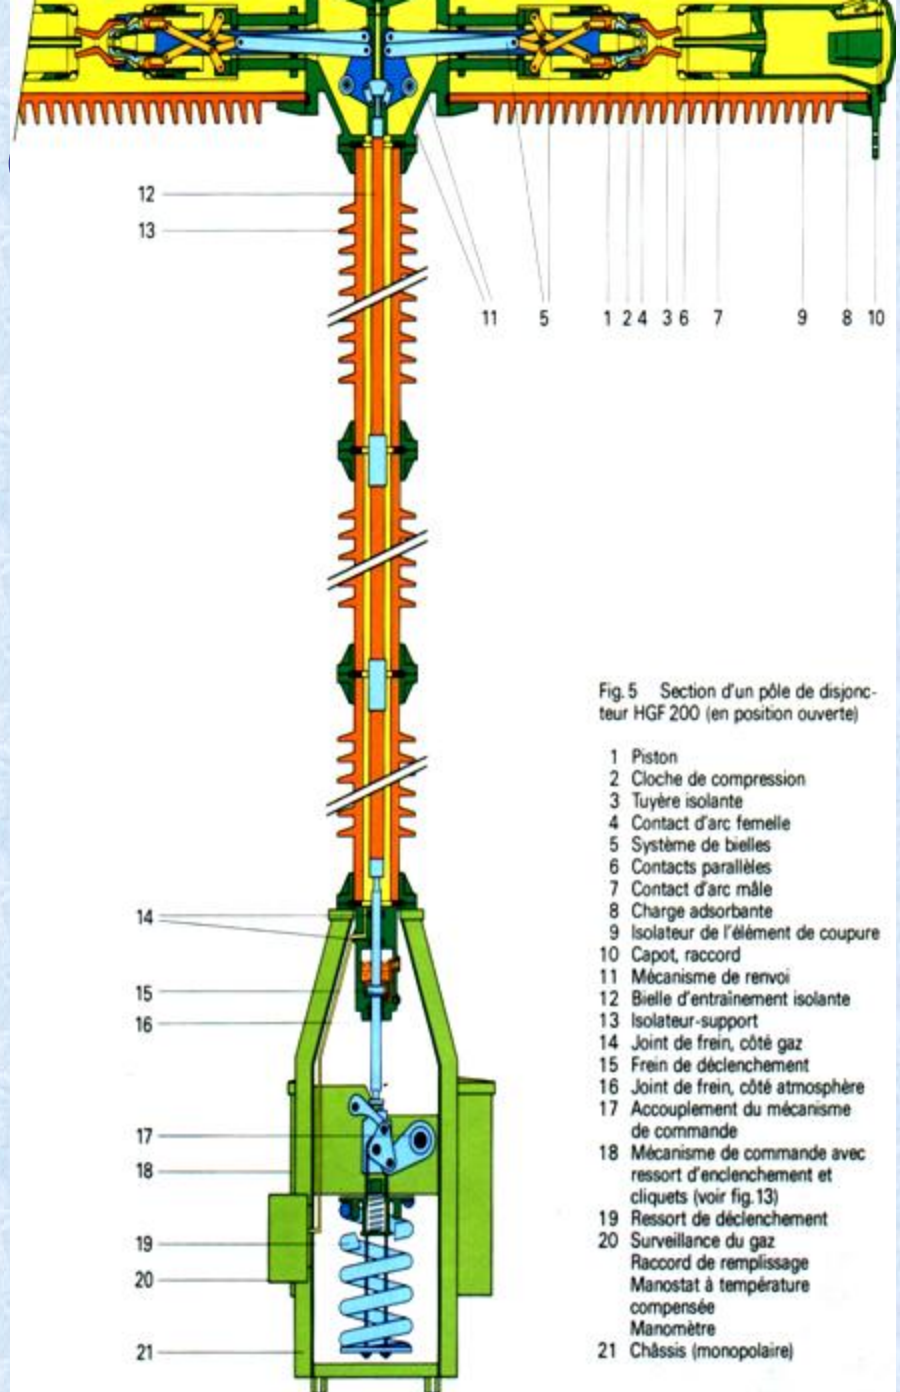 12
13
11 5 1 2 4 3 6 7 9 8 10
Fig. 5 Section d'un pôle de disjonc-
teur HGF 200 (en position ouverte)
1 Piston
2 Cloche de compression
3 Tuyère isolante
4 Contact d'arc femelle
5 Système de bielles
6 Contacts parallèles
7 Contact d'arc mâle
8 Charge adsorbante
9 Isolateur de l'élément de coupure
10 Capot, raccord
11 Mécanisme de renvoi
12 Bielle d'entraînement isolante
13 Isolateur-support
14 Joint de frein, côté gaz
15 Frein de déclenchement
16 Joint de frein, côté atmosphère
17 Accouplement du mécanisme
de commande
18 Mécanisme de commande avec
ressort d'enclenchement et
cliquets (voir fig. 13)
19 Ressort de déclenchement
20 Surveillance du gaz
Raccord de remplissage
Manostat à température
compensée
Manomètre
21 Châssis (monopolaire)
14
15
16
17
18
19
20
21